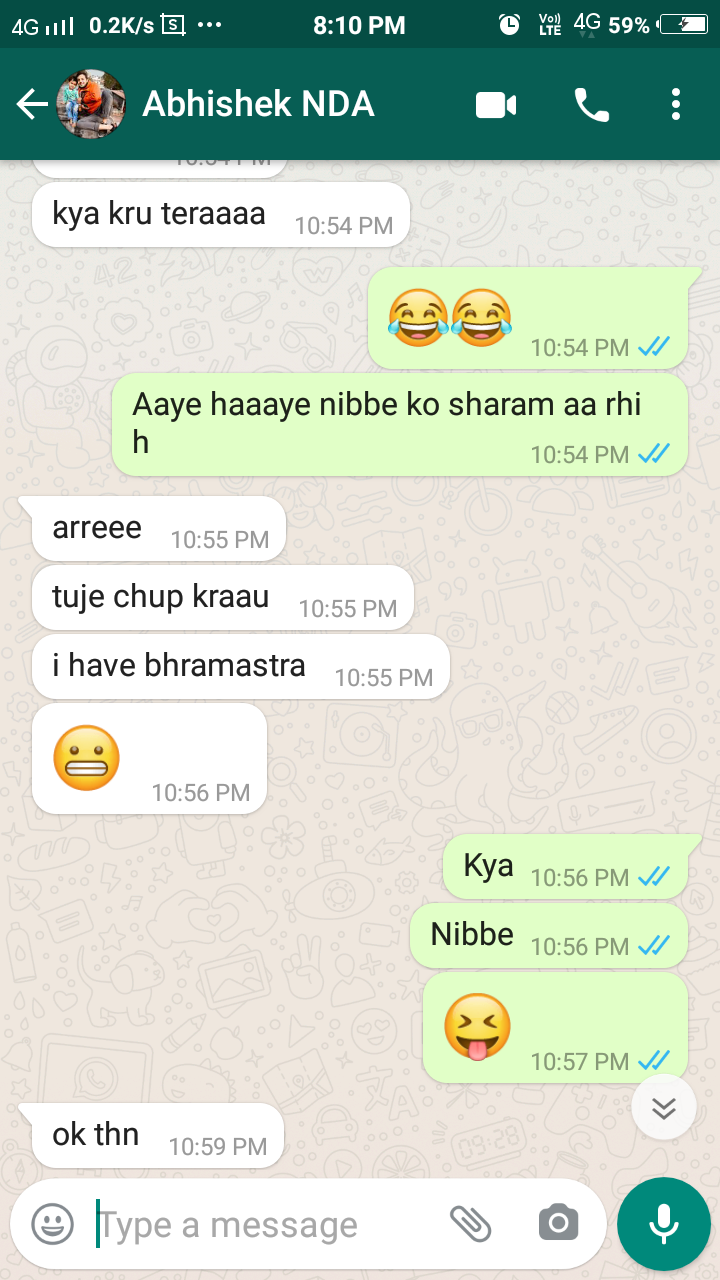 4G 0.2K/s S ... 8:10 PM Vo)) LTE 4G 59%
Abhishek NDA
10:54 PM
kya kru teraaaa 10:54 PM
😂😂 10:54 PM
Aaye haaaye nibbe ko sharam aa rhi
h 10:54 PM
arreee 10:55 PM
tuje chup kraau 10:55 PM
i have bhramastra 10:55 PM
😬 10:56 PM
Kya 10:56 PM
Nibbe 10:56 PM
😝 10:57 PM
ok thn 10:59 PM
Type a message